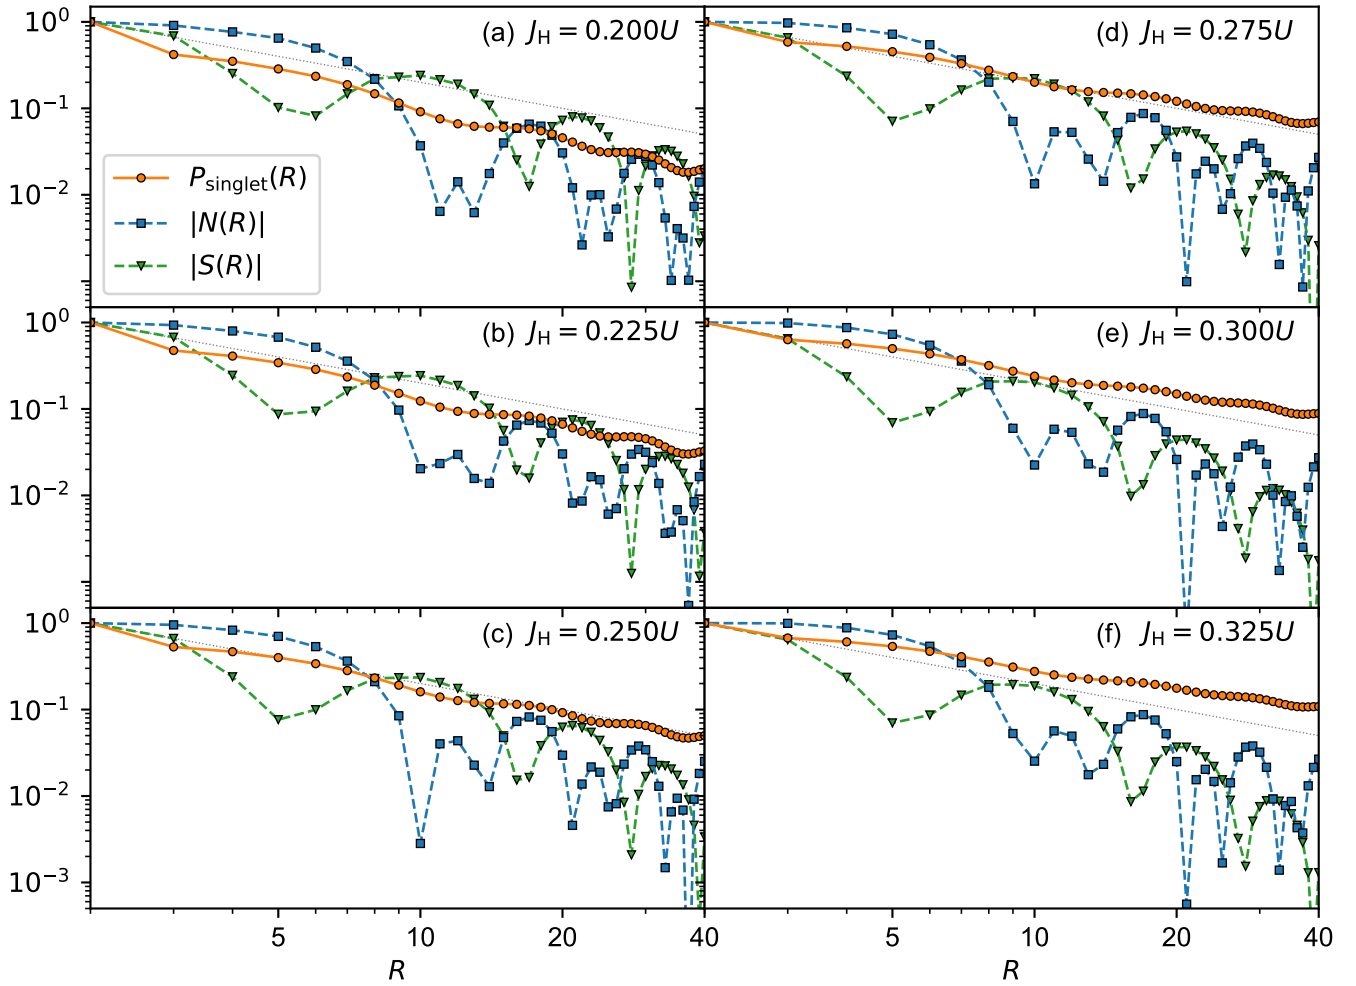 (a) J_H = 0.200U
(d) J_H = 0.275U
10^0
10^-1
10^-2
P_singlet(R)
|N(R)|
|S(R)|
(b) J_H = 0.225U
(e) J_H = 0.300U
10^0
10^-1
10^-2
(c) J_H = 0.250U
(f) J_H = 0.325U
10^0
10^-1
10^-2
10^-3
5 10 20 40 5 10 20 40
R R